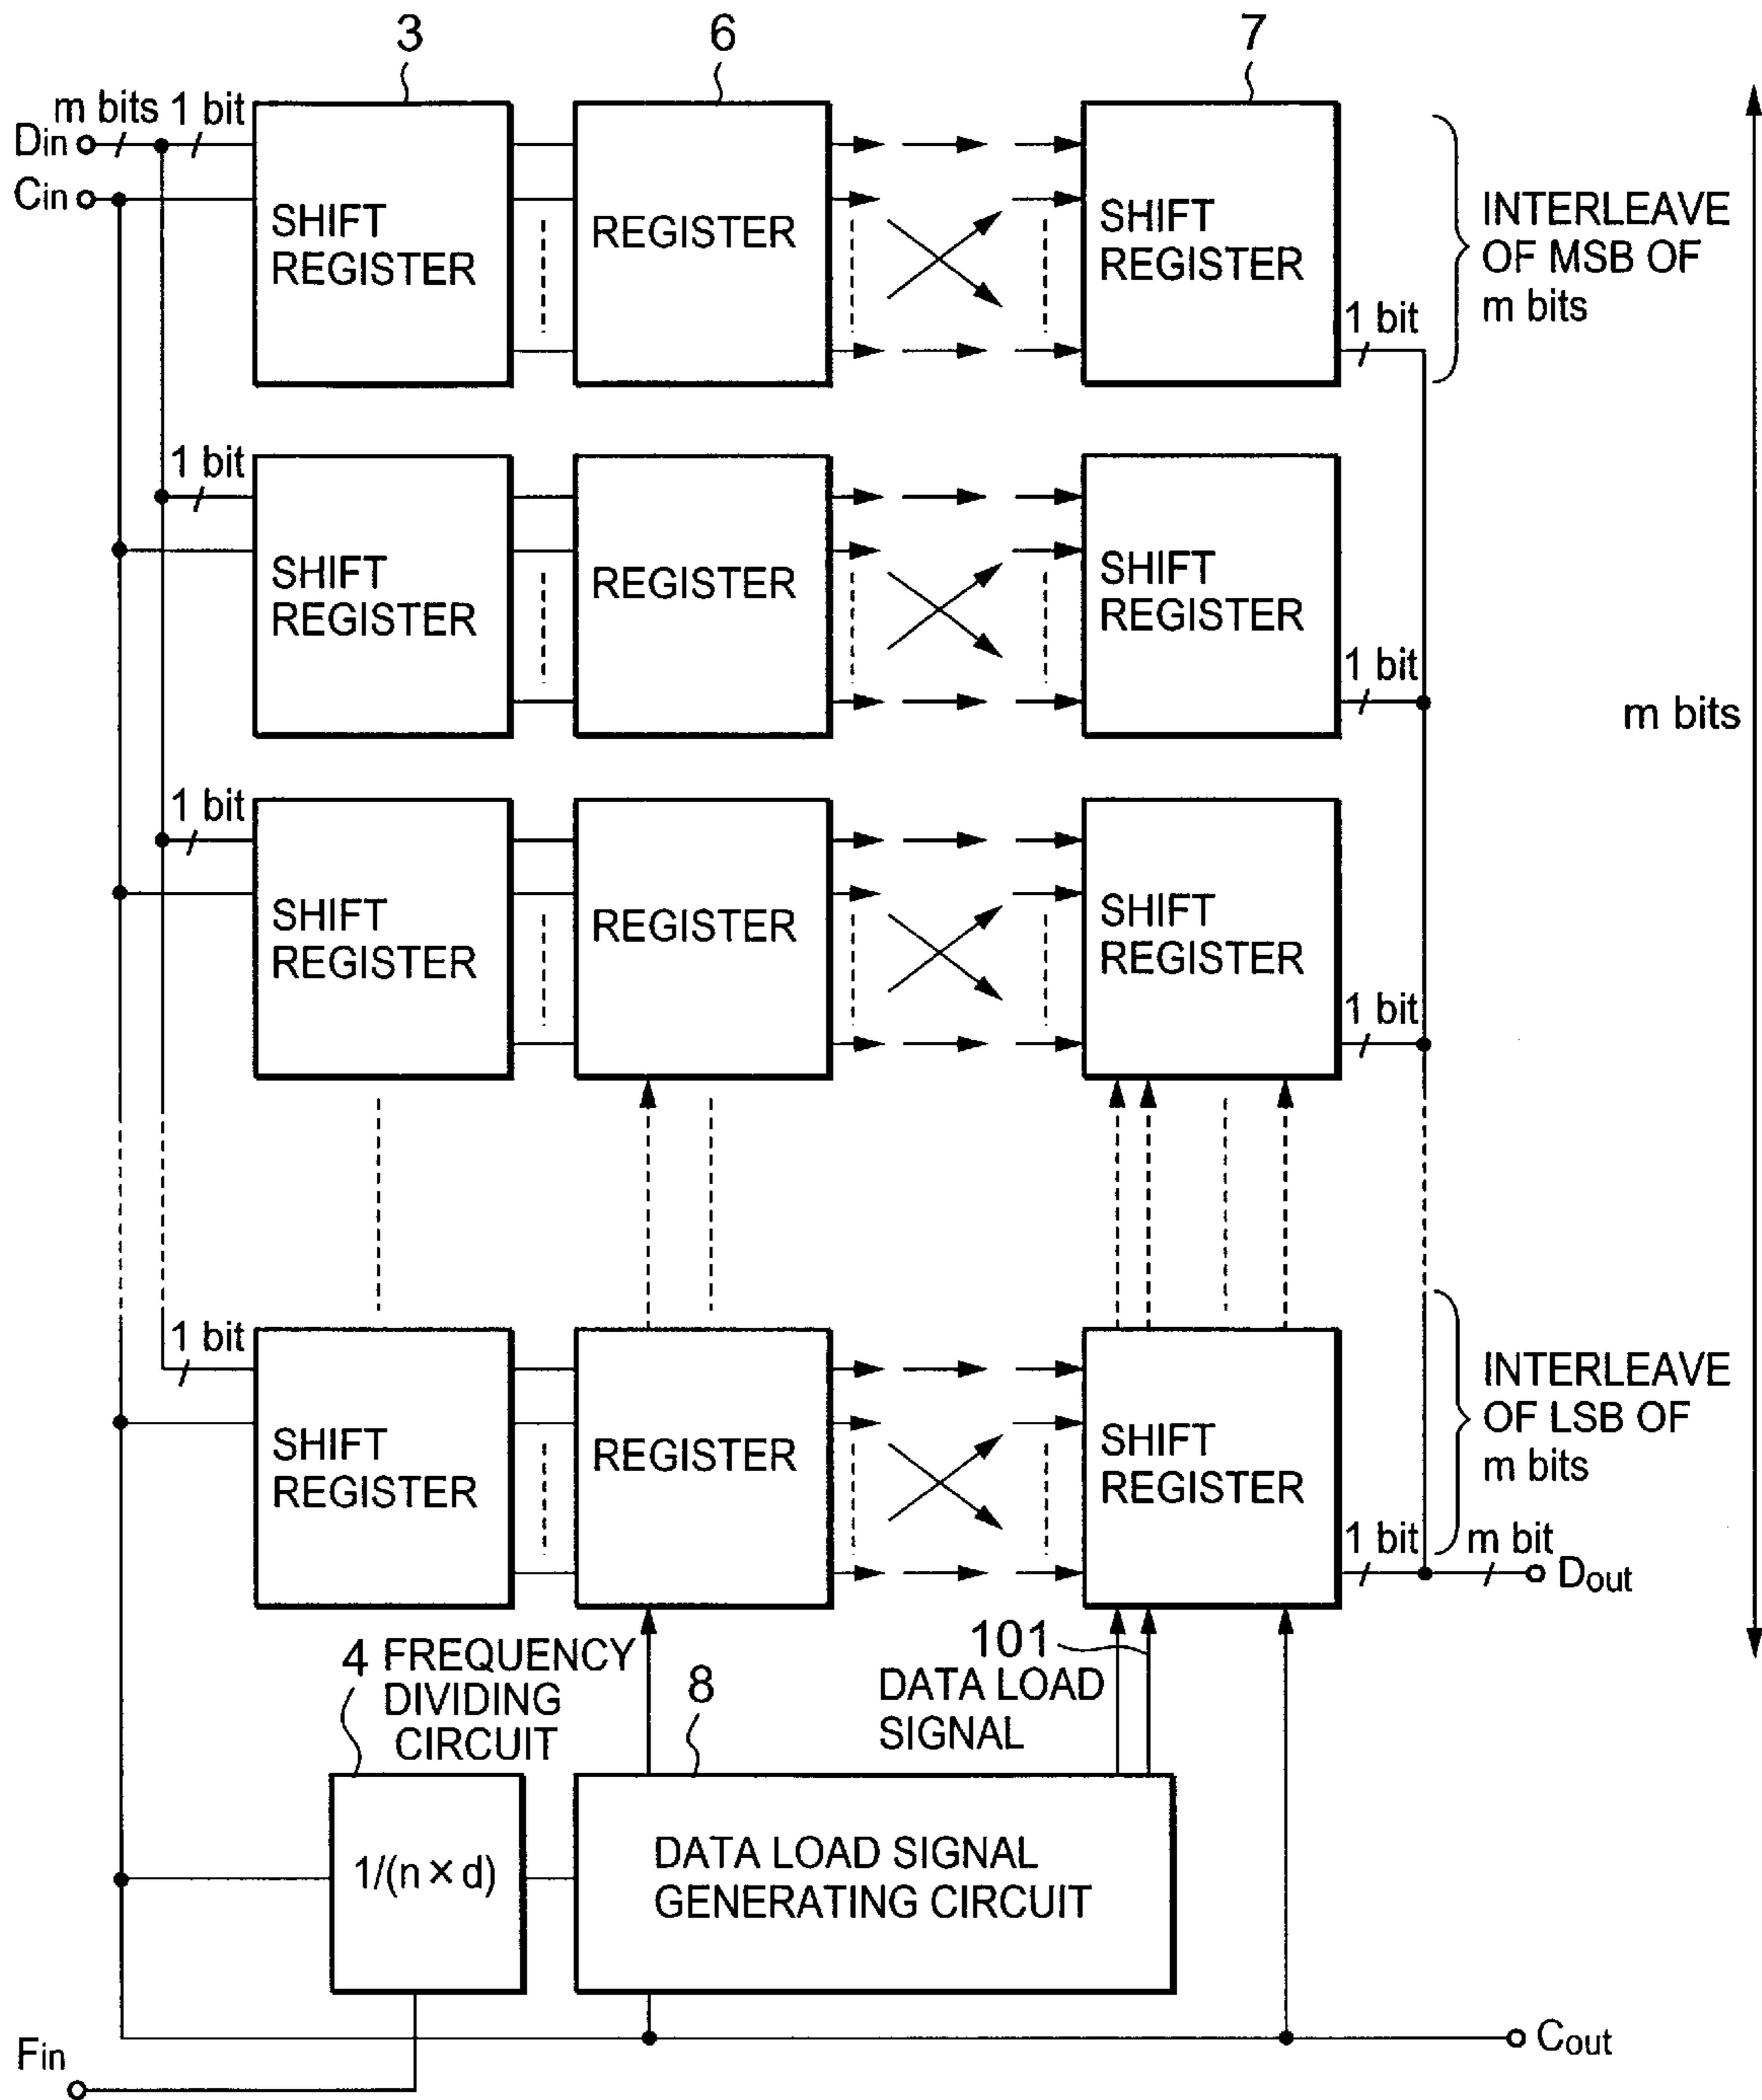 3 6 7
m bits 1 bit
Din
Cin
SHIFT
REGISTER
REGISTER
SHIFT
REGISTER
INTERLEAVE
OF MSB OF
m bits
1 bit
1 bit
SHIFT
REGISTER
REGISTER
SHIFT
REGISTER
1 bit
m bits
1 bit
SHIFT
REGISTER
REGISTER
SHIFT
REGISTER
1 bit
1 bit
SHIFT
REGISTER
REGISTER
SHIFT
REGISTER
INTERLEAVE
OF LSB OF
m bits
1 bit m bit
Dout
4 FREQUENCY
DIVIDING
CIRCUIT
8
101
DATA LOAD
SIGNAL
1/(n × d)
DATA LOAD SIGNAL
GENERATING CIRCUIT
Fin
Cout